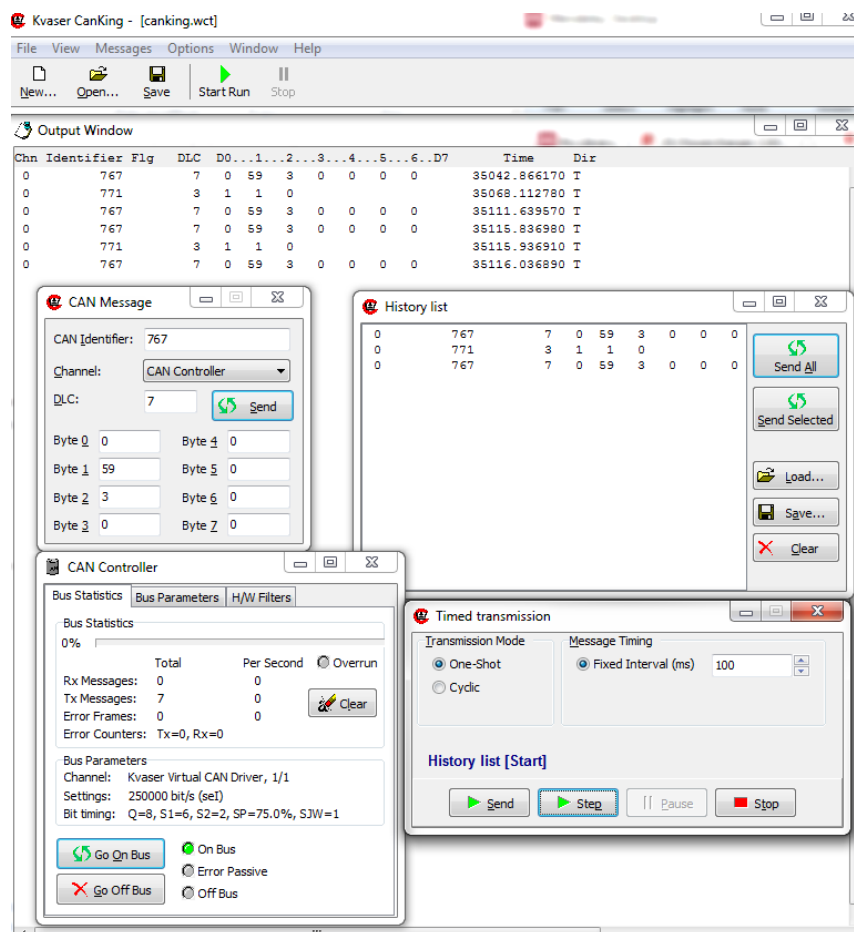 Kvaser CanKing - [canking.wct]
File View Messages Options Window Help
New... Open... Save Start Run Stop
Output Window
Chn Identifier Flg DLC D0...1...2...3...4...5...6..D7 Time Dir
0 767 7 0 59 3 0 0 0 0 35042.866170 T
0 771 3 1 1 0 35068.112780 T
0 767 7 0 59 3 0 0 0 0 35111.639570 T
0 767 7 0 59 3 0 0 0 0 35115.836980 T
0 771 3 1 1 0 35115.936910 T
0 767 7 0 59 3 0 0 0 0 35116.036890 T
CAN Message
CAN Identifier: 767
Channel: CAN Controller
DLC: 7 Send
Byte 0 0 Byte 4 0
Byte 1 59 Byte 5 0
Byte 2 3 Byte 6 0
Byte 3 0 Byte 7 0
History list
0 767 7 0 59 3 0 0 0
0 771 3 1 1 0
0 767 7 0 59 3 0 0 0
Send All
Send Selected
Load...
Save...
Clear
CAN Controller
Bus Statistics Bus Parameters H/W Filters
Bus Statistics
0%
Total Per Second Overrun
Rx Messages: 0 0
Tx Messages: 7 0
Error Frames: 0 0
Error Counters: Tx=0, Rx=0
Clear
Bus Parameters
Channel: Kvaser Virtual CAN Driver, 1/1
Settings: 250000 bit/s (seI)
Bit timing: Q=8, S1=6, S2=2, SP=75.0%, SJW=1
Go On Bus
Go Off Bus
On Bus
Error Passive
Off Bus
Timed transmission
Transmission Mode
One-Shot
Cyclic
Message Timing
Fixed Interval (ms) 100
History list [Start]
Send Step Pause Stop